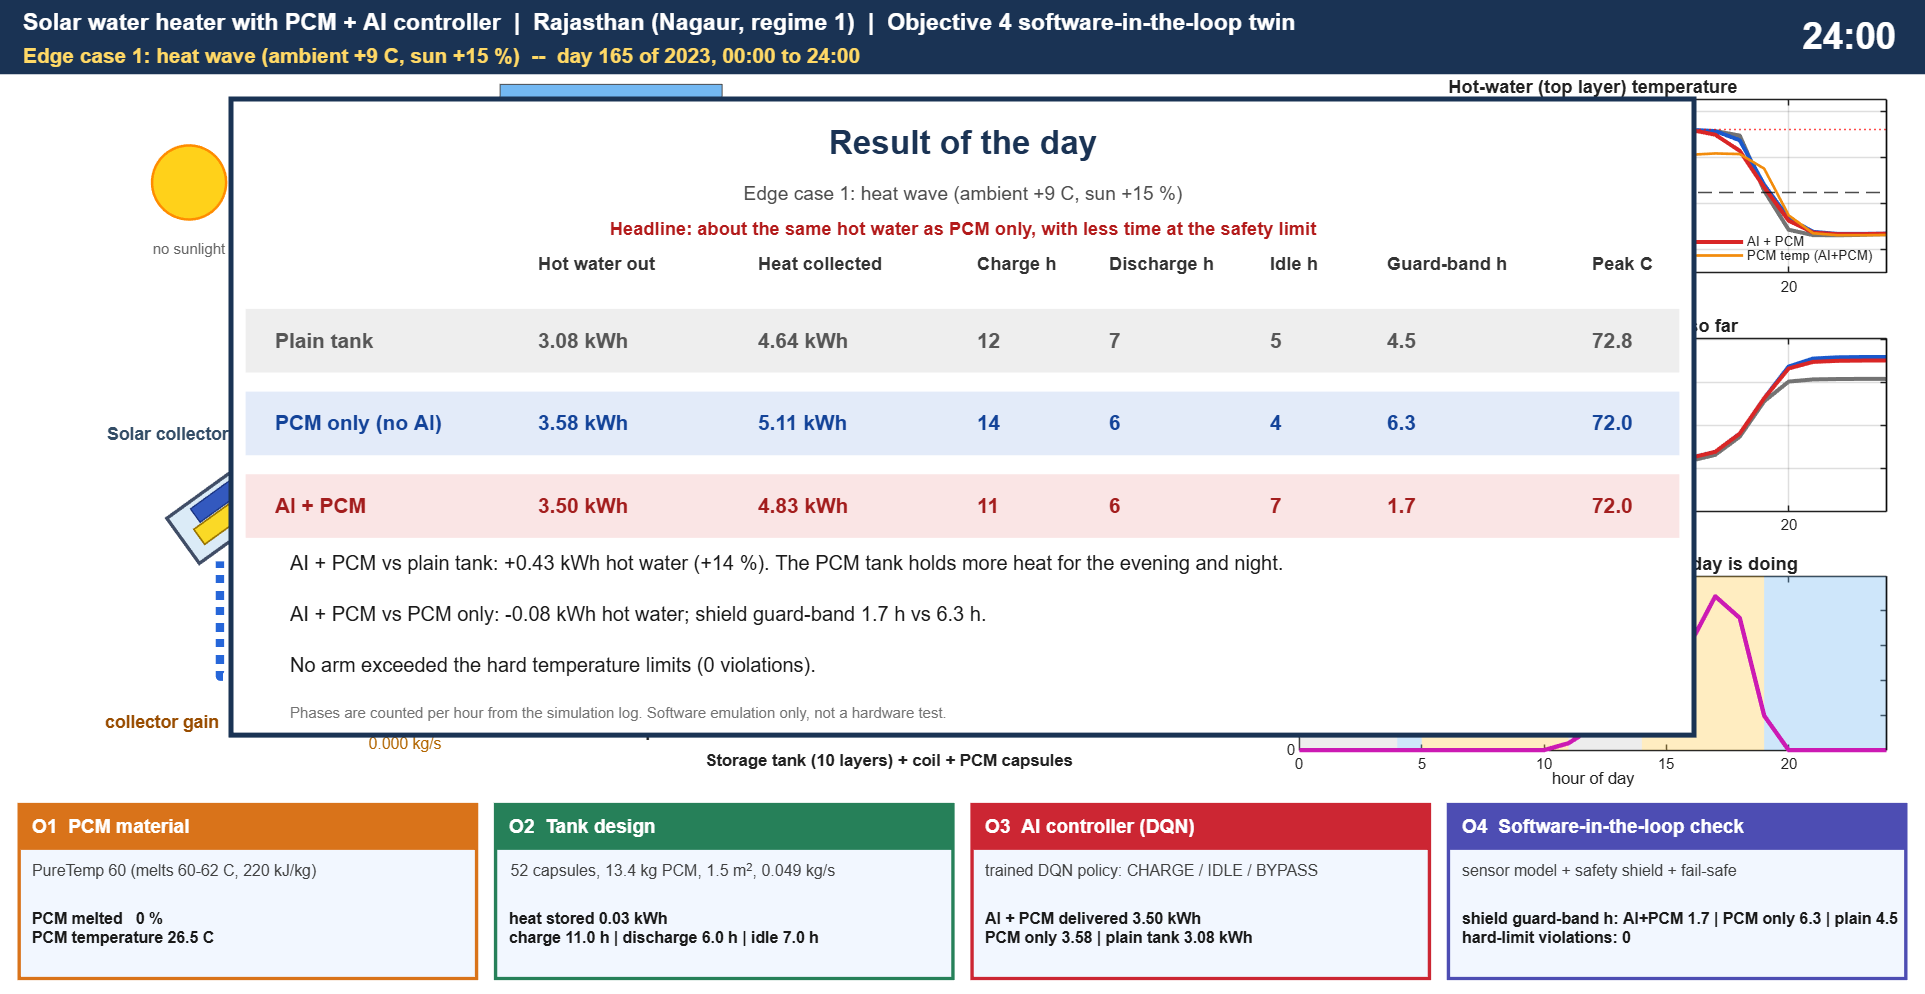 Solar water heater with PCM + AI controller | Rajasthan (Nagaur, regime 1) | Objective 4 software-in-the-loop twin
24:00
Edge case 1: heat wave (ambient +9 C, sun +15 %) -- day 165 of 2023, 00:00 to 24:00
Hot-water (top layer) temperature
no sunlight
AI + PCM
PCM temp (AI+PCM)
20
Result of the day
Edge case 1: heat wave (ambient +9 C, sun +15 %)
Headline: about the same hot water as PCM only, with less time at the safety limit
Hot water out Heat collected Charge h Discharge h Idle h Guard-band h Peak C
Plain tank 3.08 kWh 4.64 kWh 12 7 5 4.5 72.8
PCM only (no AI) 3.58 kWh 5.11 kWh 14 6 4 6.3 72.0
AI + PCM 3.50 kWh 4.83 kWh 11 6 7 1.7 72.0
AI + PCM vs plain tank: +0.43 kWh hot water (+14 %). The PCM tank holds more heat for the evening and night.
AI + PCM vs PCM only: -0.08 kWh hot water; shield guard-band 1.7 h vs 6.3 h.
No arm exceeded the hard temperature limits (0 violations).
Phases are counted per hour from the simulation log. Software emulation only, not a hardware test.
so far
20
day is doing
Solar collector
collector gain
0.000 kg/s
Storage tank (10 layers) + coil + PCM capsules
0
0 5 10 15 20
hour of day
O1 PCM material
PureTemp 60 (melts 60-62 C, 220 kJ/kg)
PCM melted 0 %
PCM temperature 26.5 C
O2 Tank design
52 capsules, 13.4 kg PCM, 1.5 m², 0.049 kg/s
heat stored 0.03 kWh
charge 11.0 h | discharge 6.0 h | idle 7.0 h
O3 AI controller (DQN)
trained DQN policy: CHARGE / IDLE / BYPASS
AI + PCM delivered 3.50 kWh
PCM only 3.58 | plain tank 3.08 kWh
O4 Software-in-the-loop check
sensor model + safety shield + fail-safe
shield guard-band h: AI+PCM 1.7 | PCM only 6.3 | plain 4.5
hard-limit violations: 0